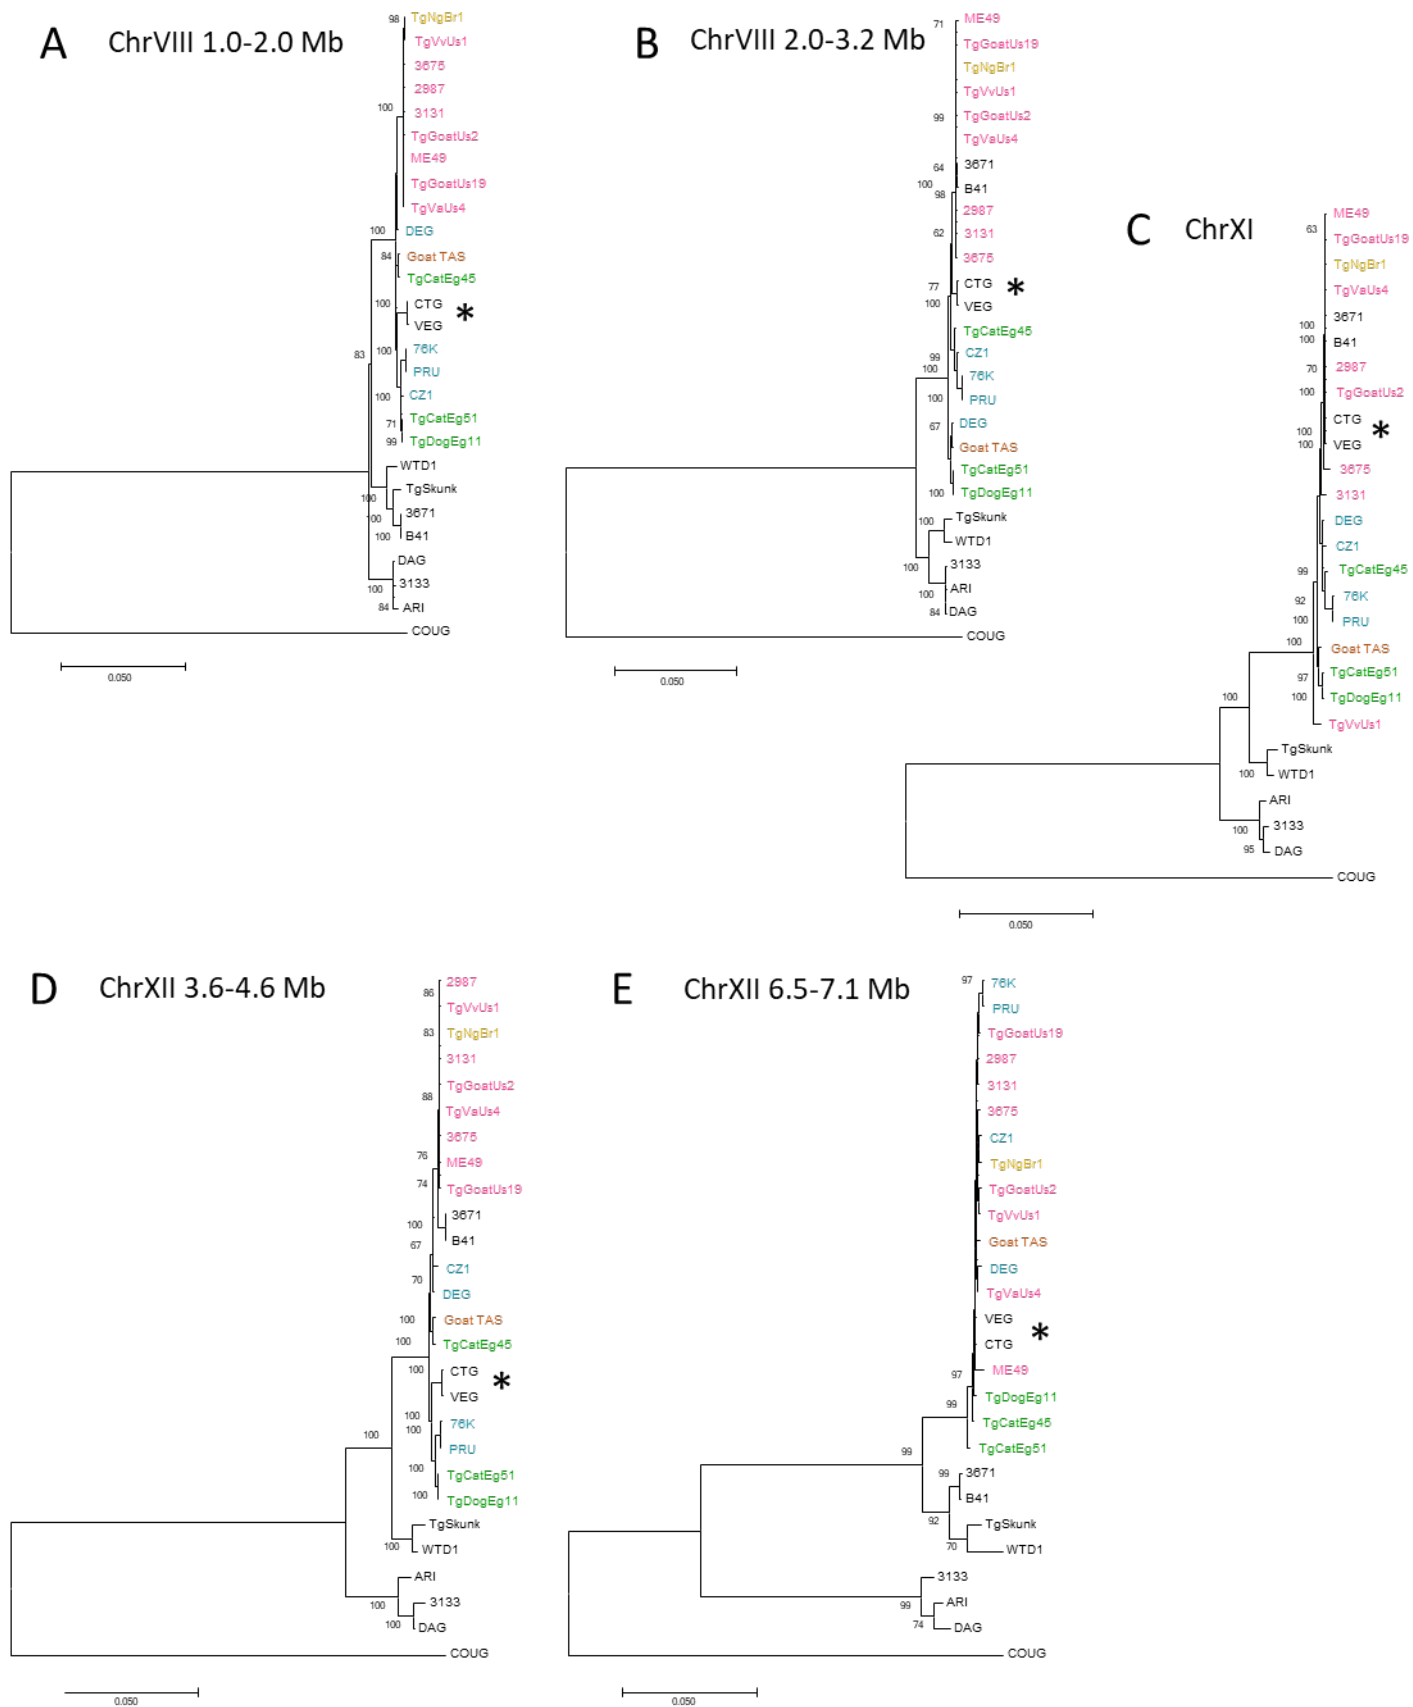 A ChrVIII 1.0-2.0 Mb
98 TgNgBr1
TgVvUs1
3675
2987
100 3131
TgGoatUs2
ME49
TgGoatUs19
TgVaUs4
100 DEG
84 Goat TAS
TgCatEg45
100 CTG
*
VEG
100 76K
83
PRU
100 CZ1
71 TgCatEg51
99 TgDogEg11
WTD1
100 TgSkunk
100 3671
100 B41
DAG
100 3133
84 ARI
COUG
0.050
B ChrVIII 2.0-3.2 Mb
71 ME49
TgGoatUs19
TgNgBr1
TgVvUs1
99 TgGoatUs2
TgVaUs4
64 3671
100 98 B41
2987
62 3131
3675
77 CTG
*
100 VEG
TgCatEg45
99 CZ1
100 76K
100 PRU
67 DEG
Goat TAS
TgCatEg51
100 TgDogEg11
100 TgSkunk
WTD1
100 3133
100 ARI
84 DAG
COUG
0.050
C ChrXI
63 ME49
TgGoatUs19
TgNgBr1
TgVaUs4
100 3671
100 B41
70 2987
100 TgGoatUs2
CTG
100 *
100 VEG
3675
3131
DEG
CZ1
99 TgCatEg45
92 76K
100 PRU
100 Goat TAS
97 TgCatEg51
100 TgDogEg11
100 TgVvUs1
TgSkunk
100 WTD1
ARI
100 3133
95 DAG
COUG
0.050
D ChrXII 3.6-4.6 Mb
86 2987
TgVvUs1
83 TgNgBr1
3131
88 TgGoatUs2
TgVaUs4
3675
76 ME49
74 TgGoatUs19
100 3671
67 B41
CZ1
70 DEG
100 Goat TAS
100 TgCatEg45
100 CTG
*
VEG
100 76K
100 PRU
100
100 TgCatEg51
100 TgDogEg11
TgSkunk
100 WTD1
ARI
100 3133
100 DAG
COUG
0.050
E ChrXII 6.5-7.1 Mb
97 76K
PRU
TgGoatUs19
2987
3131
3675
CZ1
TgNgBr1
TgGoatUs2
TgVvUs1
Goat TAS
DEG
TgVaUs4
VEG
*
CTG
97 ME49
99 TgDogEg11
TgCatEg45
99 TgCatEg51
99 3671
B41
92 TgSkunk
70 WTD1
3133
99 ARI
74 DAG
COUG
0.050